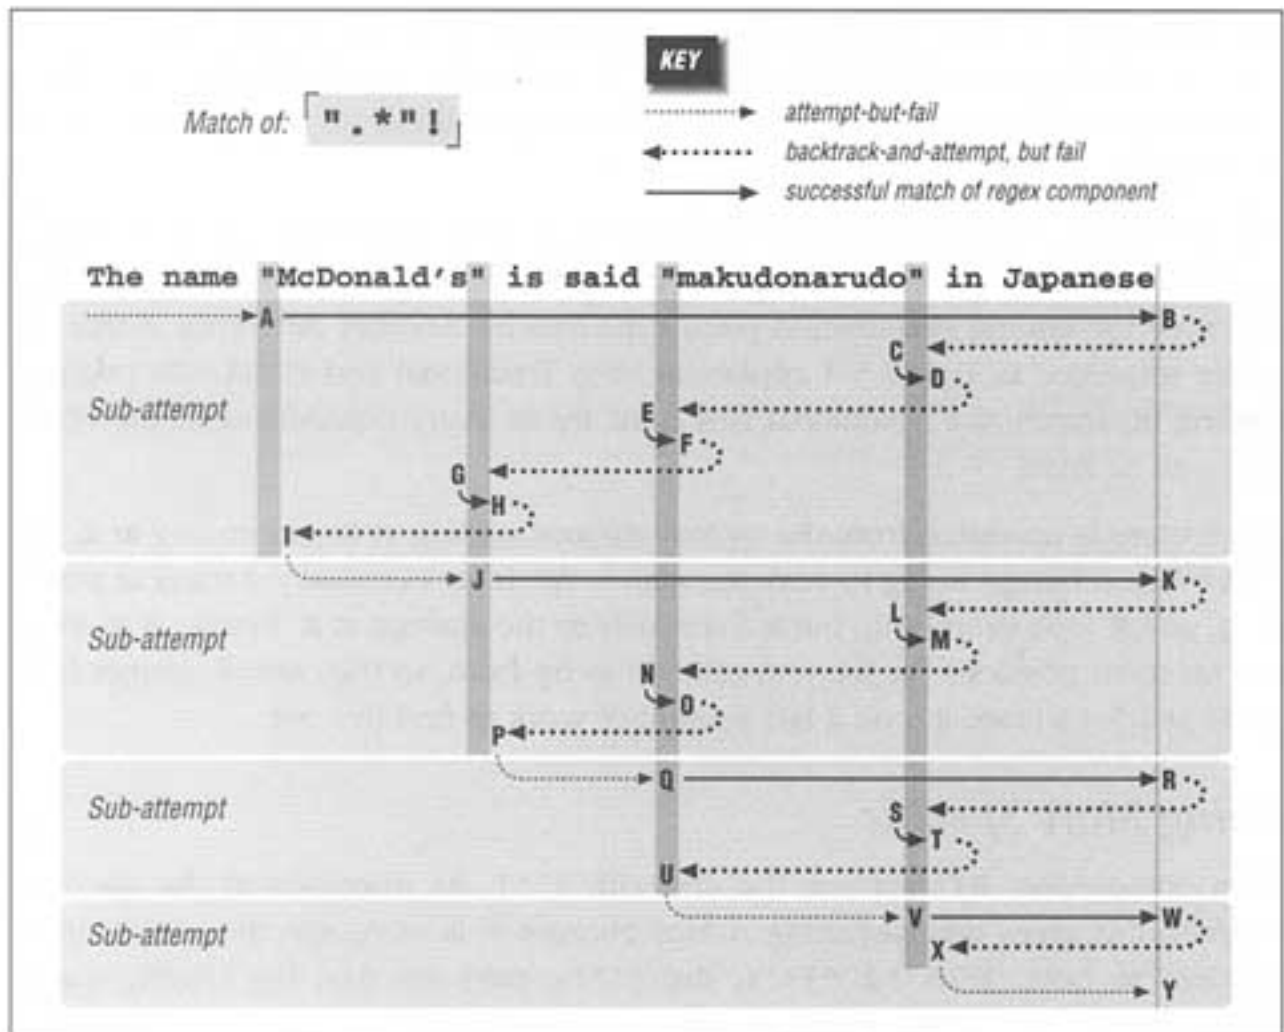 KEY
Match of: ".*"!
attempt-but-fail
backtrack-and-attempt, but fail
successful match of regex component
The name "McDonald's" is said "makudonarudo" in Japanese
A B
C D
Sub-attempt
E F
G H
I
J K
L M
Sub-attempt
N O
P
Q R
Sub-attempt
S T
U
V W
Sub-attempt
X
Y